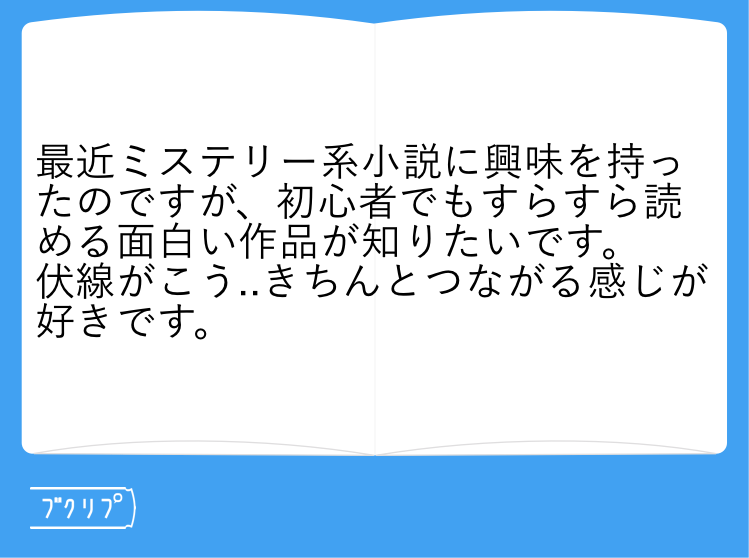 最近ミステリー系小説に興味を持っ
たのですが、初心者でもすらすら読
める面白い作品が知りたいです。
伏線がこう..きちんとつながる感じが
好きです。
ブクリプ